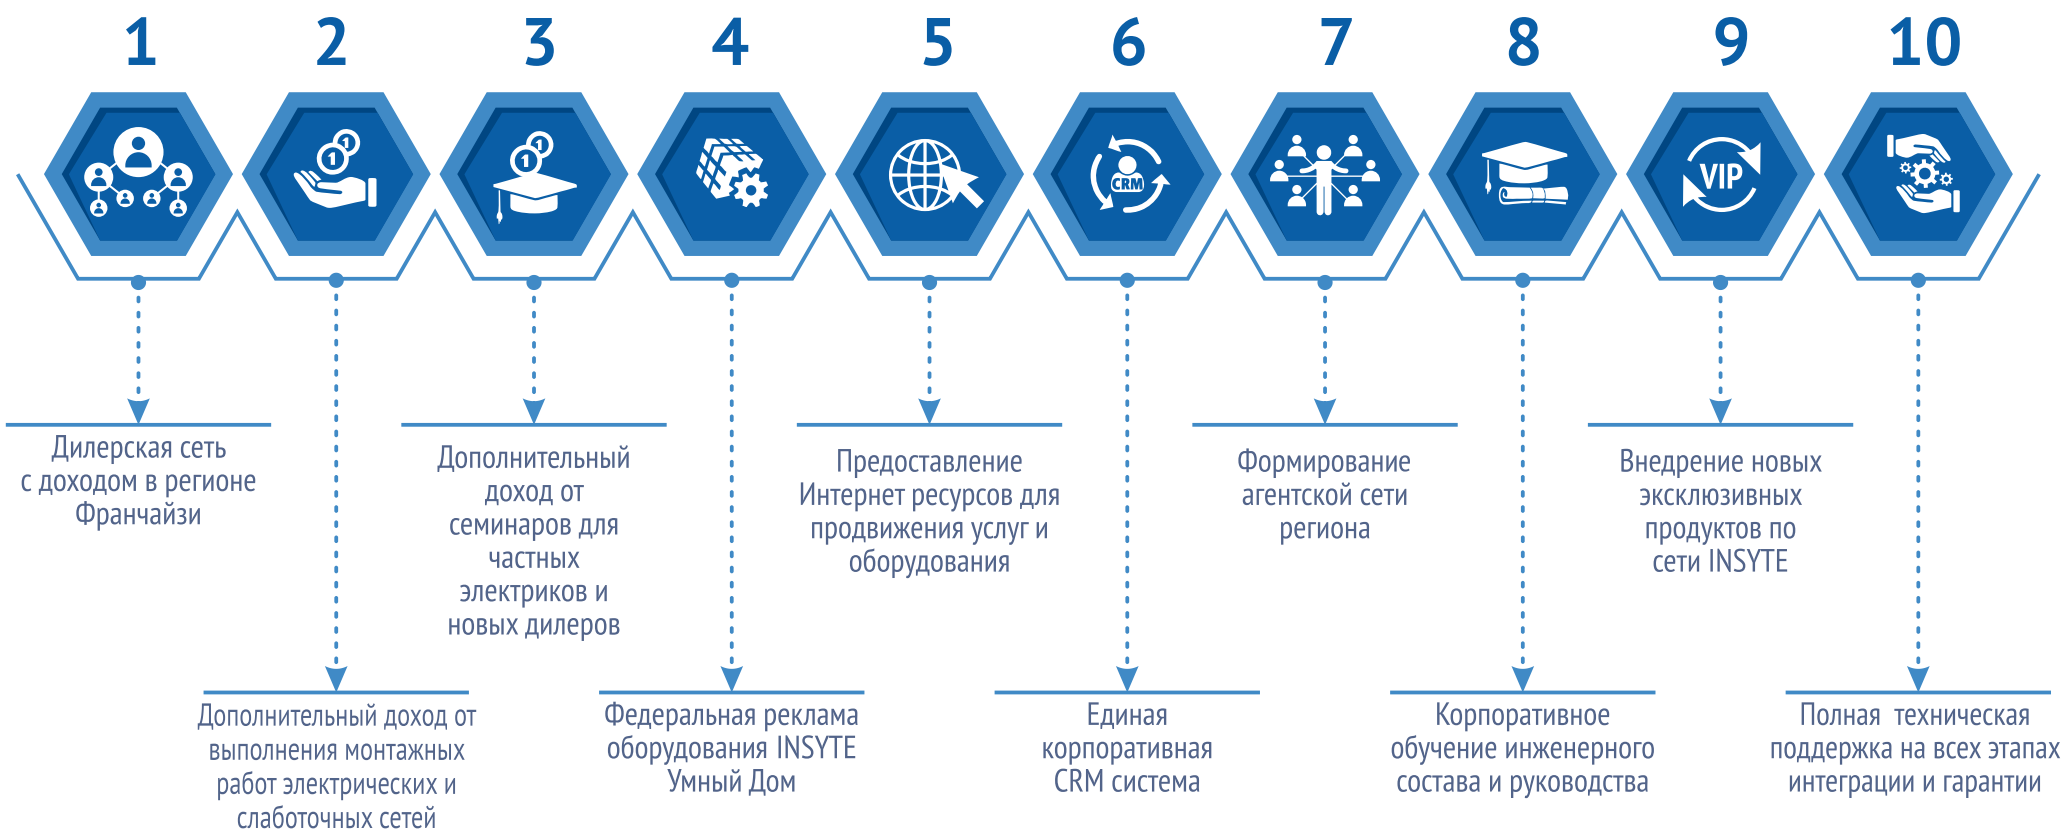 1
2
3
4
5
6
7
8
9
10
1
1
1
1
CRM
VIP
Дилерская сеть
с доходом в регионе
Франчайзи
Дополнительный доход от
выполнения монтажных
работ электрических и
слаботочных сетей
Дополнительный
доход от
семинаров для
частных
электриков и
новых дилеров
Федеральная реклама
оборудования INSYTE
Умный Дом
Предоставление
Интернет ресурсов для
продвижения услуг и
оборудования
Единая
корпоративная
CRM система
Формирование
агентской сети
региона
Корпоративное
обучение инженерного
состава и руководства
Внедрение новых
эксклюзивных
продуктов по
сети INSYTE
Полная техническая
поддержка на всех этапах
интеграции и гарантии